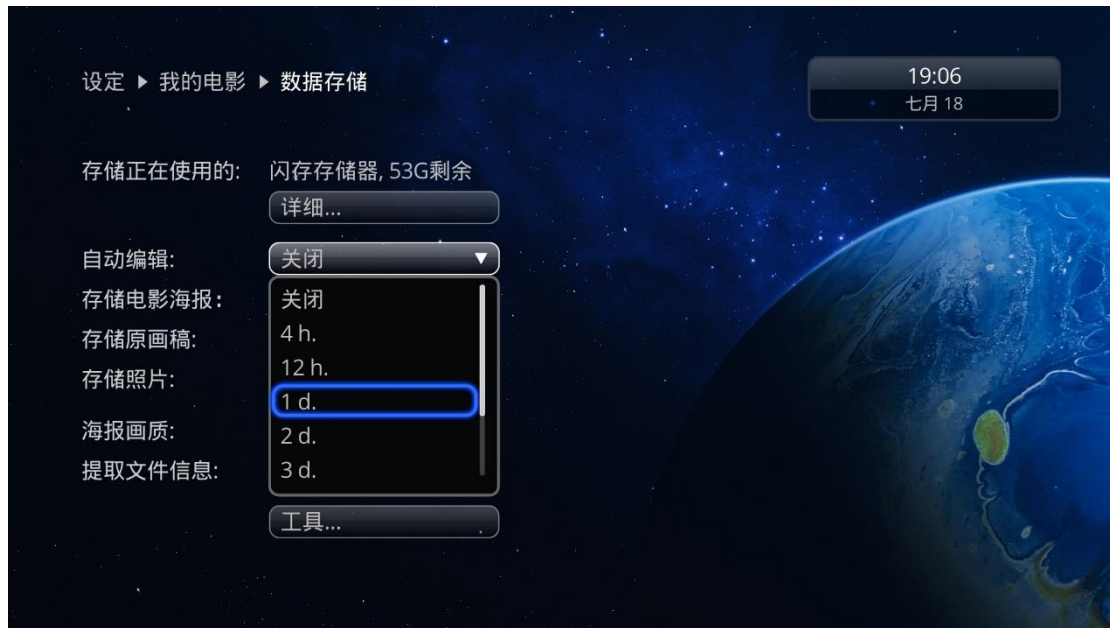 设定 ▶ 我的电影 ▶ 数据存储
19:06
七月 18
存储正在使用的: 闪存存储器, 53G剩余
详细...
自动编辑: 关闭
存储电影海报: 关闭
存储原画稿: 4 h.
12 h.
存储照片: 1 d.
海报画质: 2 d.
提取文件信息: 3 d.
工具...